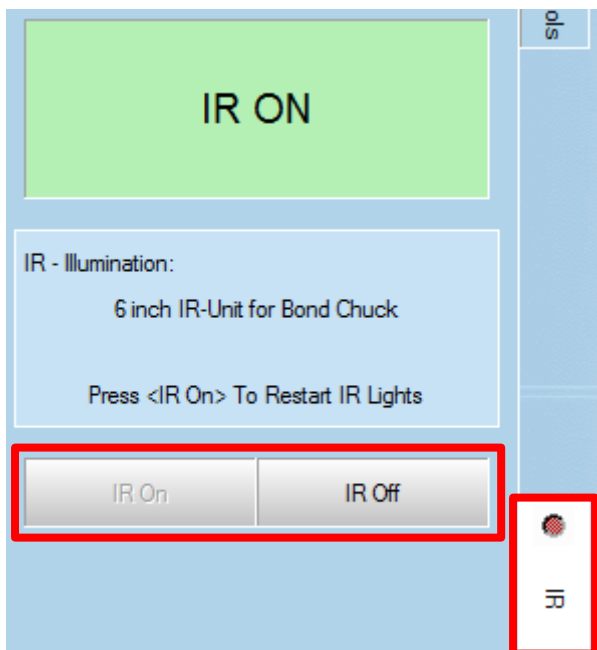 ols
IR ON
IR - Illumination:
6 inch IR-Unit for Bond Chuck
Press <IR On> To Restart IR Lights
IR On
IR Off
IR